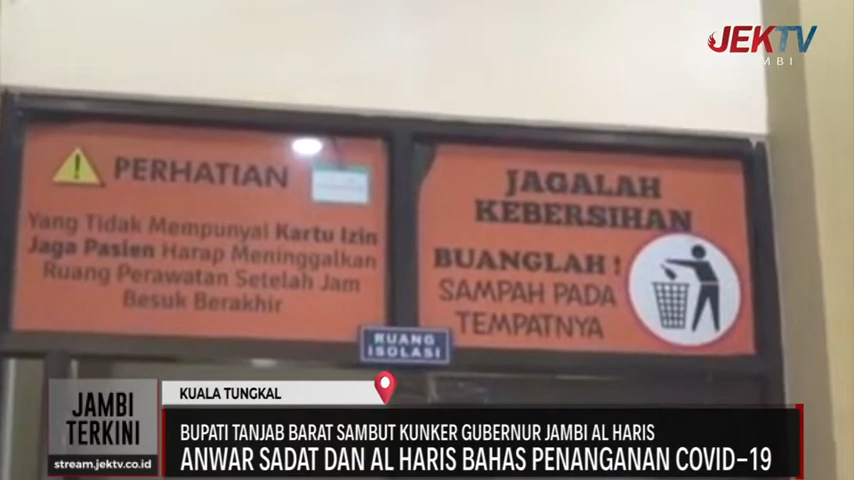 JEKTV
JAMBI
PERHATIAN
Yang Tidak Mempunyai Kartu Izin
Jaga Pasien Harap Meninggalkan
Ruang Perawatan Setelah Jam
Besuk Berakhir
JAGALAH
KEBERSIHAN
BUANGLAH !
SAMPAH PADA
TEMPATNYA
RUANG
ISOLASI
JAMBI
TERKINI
stream.jektv.co.id
KUALA TUNGKAL
BUPATI TANJAB BARAT SAMBUT KUNKER GUBERNUR JAMBI AL HARIS
ANWAR SADAT DAN AL HARIS BAHAS PENANGANAN COVID-19